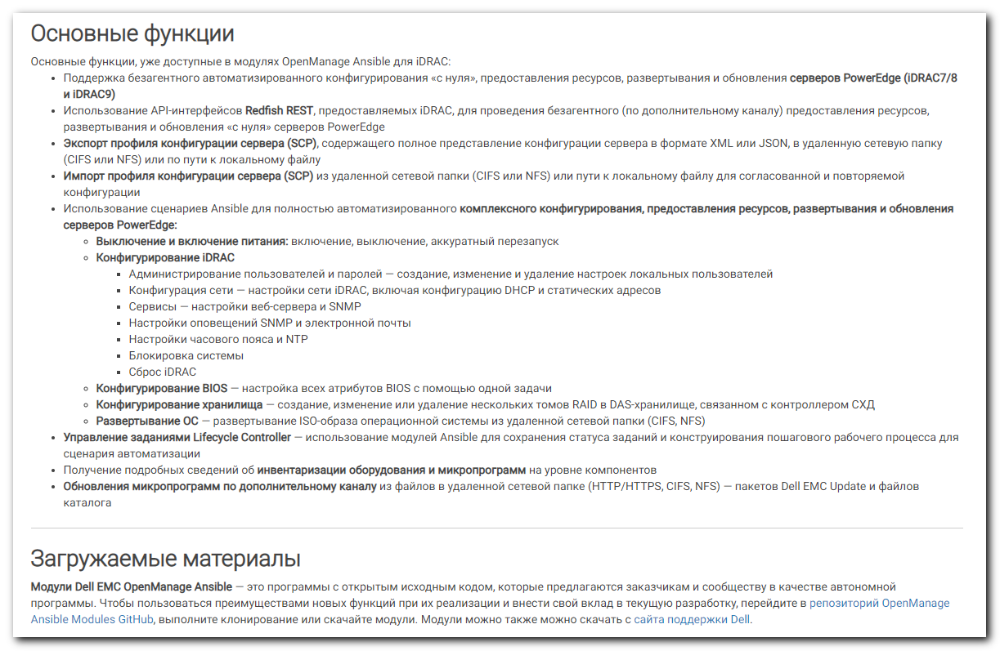 Основные функции
Основные функции, уже доступные в модулях OpenManage Ansible для iDRAC:
• Поддержка безагентного автоматизированного конфигурирования «с нуля», предоставления ресурсов, развертывания и обновления серверов PowerEdge (iDRAC7/8
и iDRAC9)
• Использование API-интерфейсов Redfish REST, предоставляемых iDRAC, для проведения безагентного (по дополнительному каналу) предоставления ресурсов,
развертывания и обновления «с нуля» серверов PowerEdge
• Экспорт профиля конфигурации сервера (SCP), содержащего полное представление конфигурации сервера в формате XML или JSON, в удаленную сетевую папку
(CIFS или NFS) или по пути к локальному файлу
• Импорт профиля конфигурации сервера (SCP) из удаленной сетевой папки (CIFS или NFS) или пути к локальному файлу для согласованной и повторяемой
конфигурации
• Использование сценариев Ansible для полностью автоматизированного комплексного конфигурирования, предоставления ресурсов, развертывания и обновления
серверов PowerEdge:
◦ Выключение и включение питания: включение, выключение, аккуратный перезапуск
◦ Конфигурирование iDRAC
▪ Администрирование пользователей и паролей — создание, изменение и удаление настроек локальных пользователей
▪ Конфигурация сети — настройки сети iDRAC, включая конфигурацию DHCP и статических адресов
▪ Сервисы — настройки веб-сервера и SNMP
▪ Настройки оповещений SNMP и электронной почты
▪ Настройки часового пояса и NTP
▪ Блокировка системы
▪ Сброс iDRAC
◦ Конфигурирование BIOS — настройка всех атрибутов BIOS с помощью одной задачи
◦ Конфигурирование хранилища — создание, изменение или удаление нескольких томов RAID в DAS-хранилище, связанном с контроллером СХД
◦ Развертывание ОС — развертывание ISO-образа операционной системы из удаленной сетевой папки (CIFS, NFS)
• Управление заданиями Lifecycle Controller — использование модулей Ansible для сохранения статуса заданий и конструирования пошагового рабочего процесса для
сценария автоматизации
• Получение подробных сведений об инвентаризации оборудования и микропрограмм на уровне компонентов
• Обновления микропрограмм по дополнительному каналу из файлов в удаленной сетевой папке (HTTP/HTTPS, CIFS, NFS) — пакетов Dell EMC Update и файлов
каталога
Загружаемые материалы
Модули Dell EMC OpenManage Ansible — это программы с открытым исходным кодом, которые предлагаются заказчикам и сообществу в качестве автономной
программы. Чтобы пользоваться преимуществами новых функций при их реализации и внести свой вклад в текущую разработку, перейдите в репозиторий OpenManage
Ansible Modules GitHub, выполните клонирование или скачайте модули. Модули можно также можно скачать с сайта поддержки Dell.